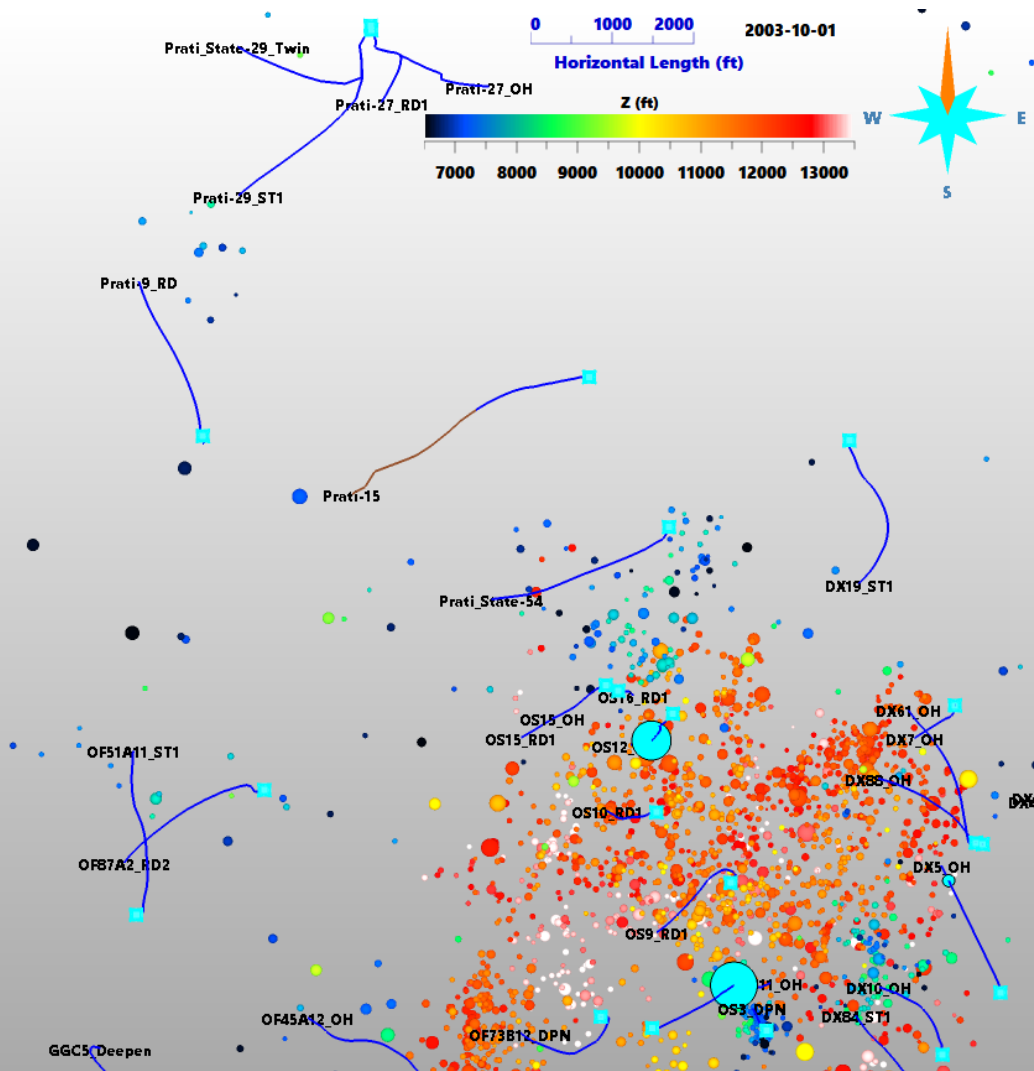 0 1000 2000
2003-10-01
Horizontal Length (ft)
Prati_State-29_Twin
Prati-27_OH
Prati-27_RD1
Z (ft)
W E
7000 8000 9000 10000 11000 12000 13000
S
Prati-29_ST1
Prati-9_RD
Prati-15
DX19_ST1
Prati_State-54
OS16_RD1
OS15_OH
DX61_OH
OS15_RD1
DX7_OH
OS12_
OF51A11_ST1
DX88_OH
OS10_RD1
OF87A2_RD2
DX5_OH
OS9_RD1
11_OH
DX10_OH
OS3_DPN
DX84_ST1
OF45A12_OH
OF73B12_DPN
GGC5_Deepen